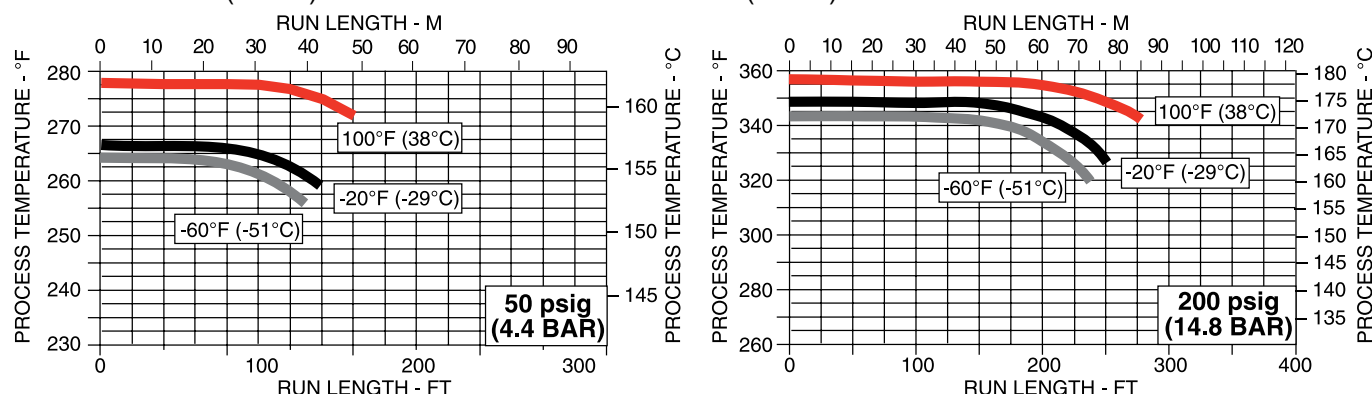 RUN LENGTH - M
0 10 20 30 40 50 60 70 80 90
PROCESS TEMPERATURE - °F
280
270
260
250
240
230
160
155
150
145
PROCESS TEMPERATURE - °C
100°F (38°C)
-20°F (-29°C)
-60°F (-51°C)
50 psig
(4.4 BAR)
0 100 200 300
RUN LENGTH - FT
RUN LENGTH - M
0 10 20 30 40 50 60 70 80 90 100 110 120
PROCESS TEMPERATURE - °F
360
340
320
300
280
260
180
175
170
165
160
155
150
145
140
135
PROCESS TEMPERATURE - °C
100°F (38°C)
-20°F (-29°C)
-60°F (-51°C)
200 psig
(14.8 BAR)
0 100 200 300 400
RUN LENGTH - FT